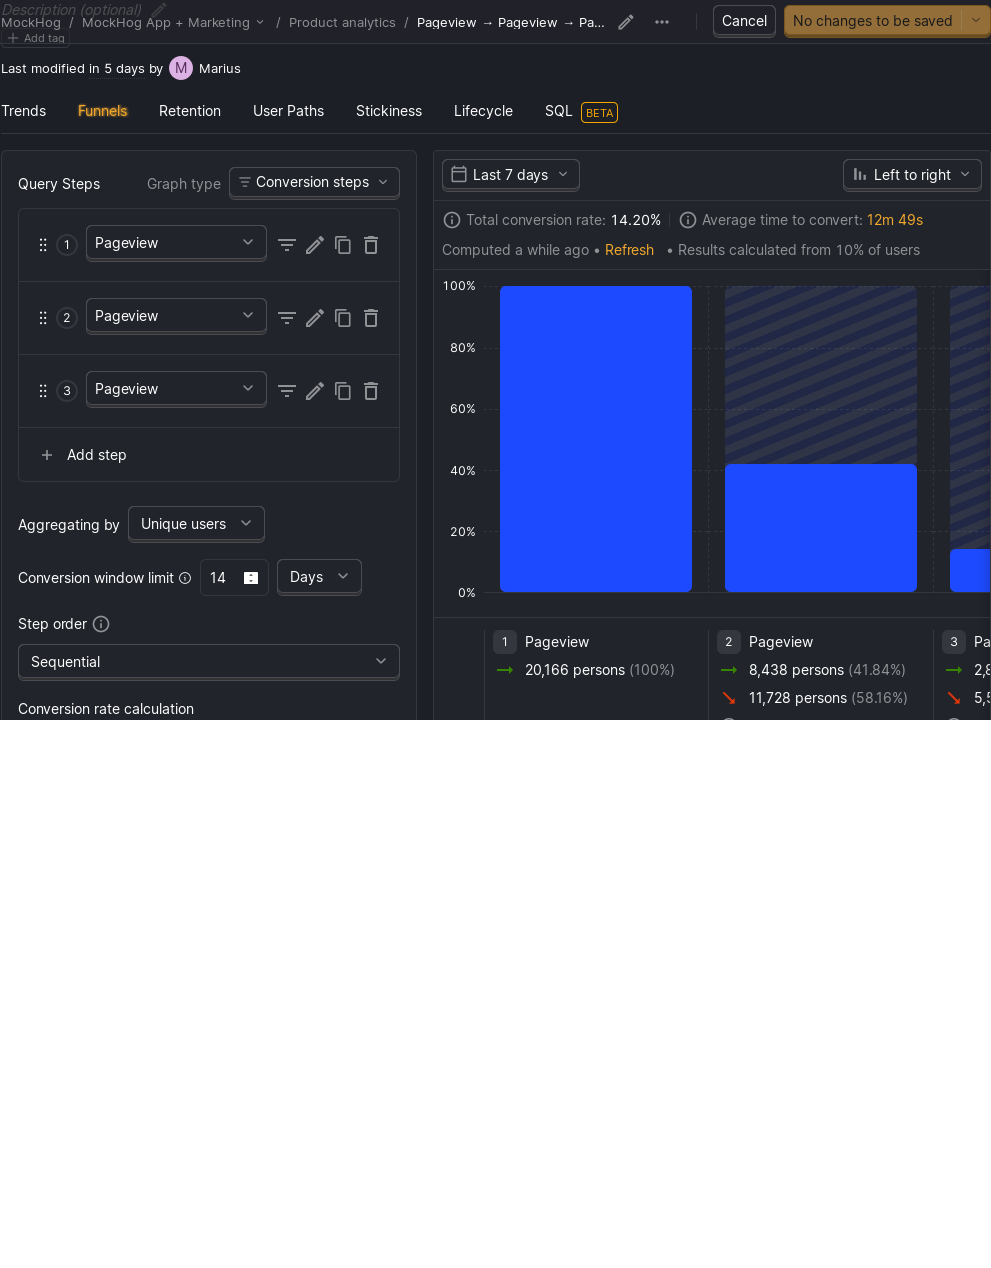 Description (optional)
MockHog / MockHog App + Marketing / Product analytics / Pageview → Pageview → Pa... Cancel No changes to be saved
Add tag
Last modified in 5 days by M Marius
Trends Funnels Retention User Paths Stickiness Lifecycle SQL BETA
Query Steps Graph type Conversion steps
1 Pageview
2 Pageview
3 Pageview
Add step
Aggregating by Unique users
Conversion window limit 14 Days
Step order
Sequential
Conversion rate calculation
Last 7 days Left to right
Total conversion rate: 14.20% Average time to convert: 12m 49s
Computed a while ago • Refresh • Results calculated from 10% of users
100%
80%
60%
40%
20%
0%
1 Pageview 2 Pageview 3 Pa
20,166 persons (100%) 8,438 persons (41.84%) 2,8
11,728 persons (58.16%) 5,5